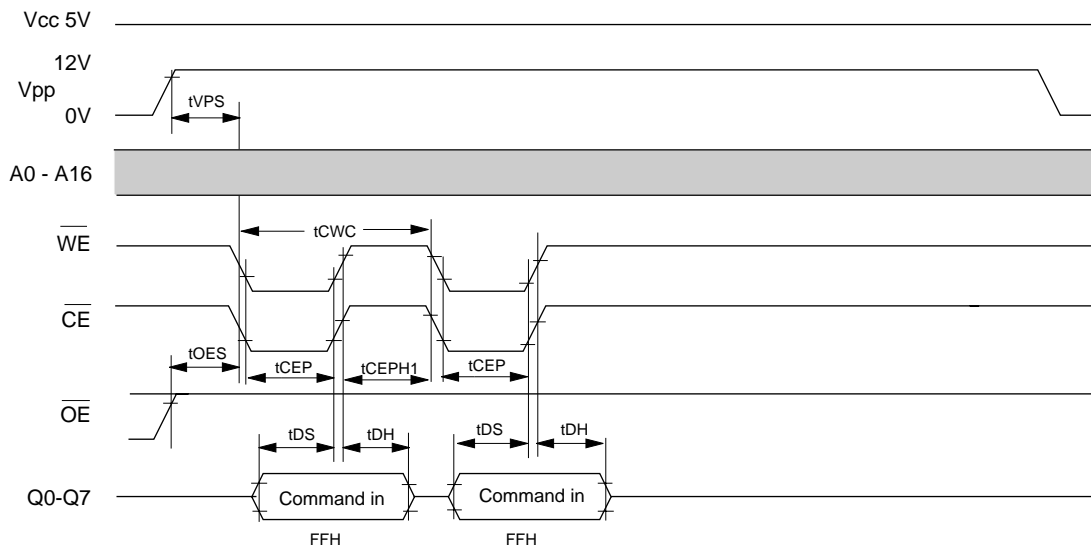 Vcc 5V
12V
Vpp
0V
tVPS
A0 - A16
tCWC
WE
CE
tOES
tCEP
tCEPH1
tCEP
OE
tDS
tDH
tDS
tDH
Q0-Q7
Command in
Command in
FFH
FFH